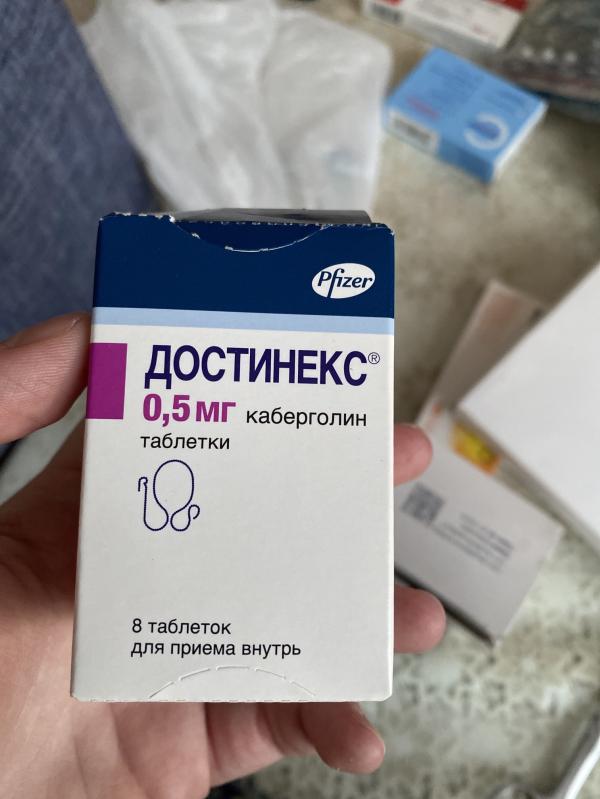 Pfizer
ДОСТИНЕКС®
0,5 мг каберголин
таблетки
8 таблеток
для приема внутрь